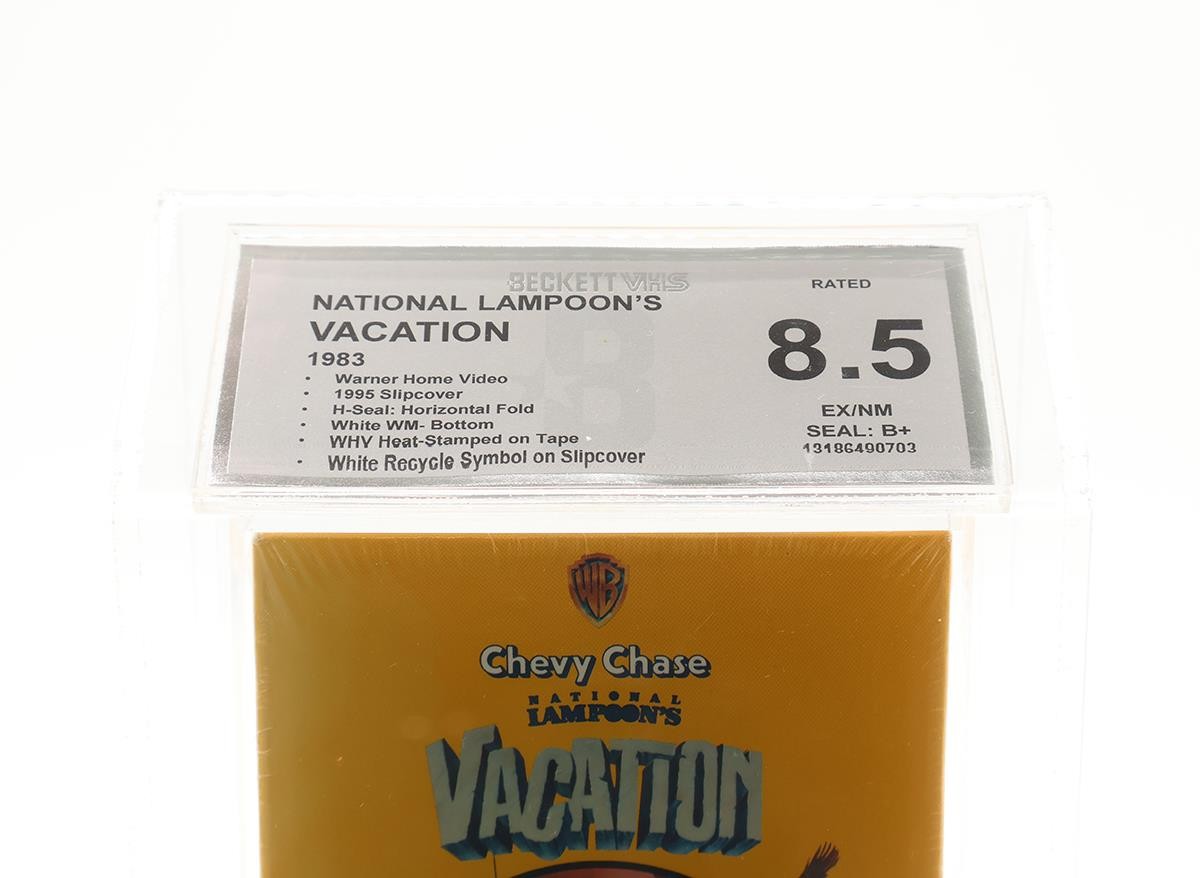 BECKETT VHS
NATIONAL LAMPOON'S
VACATION
1983
• Warner Home Video
• 1995 Slipcover
• H-Seal: Horizontal Fold
• White WM- Bottom
• WHV Heat-Stamped on Tape
• White Recycle Symbol on Slipcover
RATED
8.5
EX/NM
SEAL: B+
13186490703
WB
Chevy Chase
NATIONAL
LAMPOON'S
VACATION